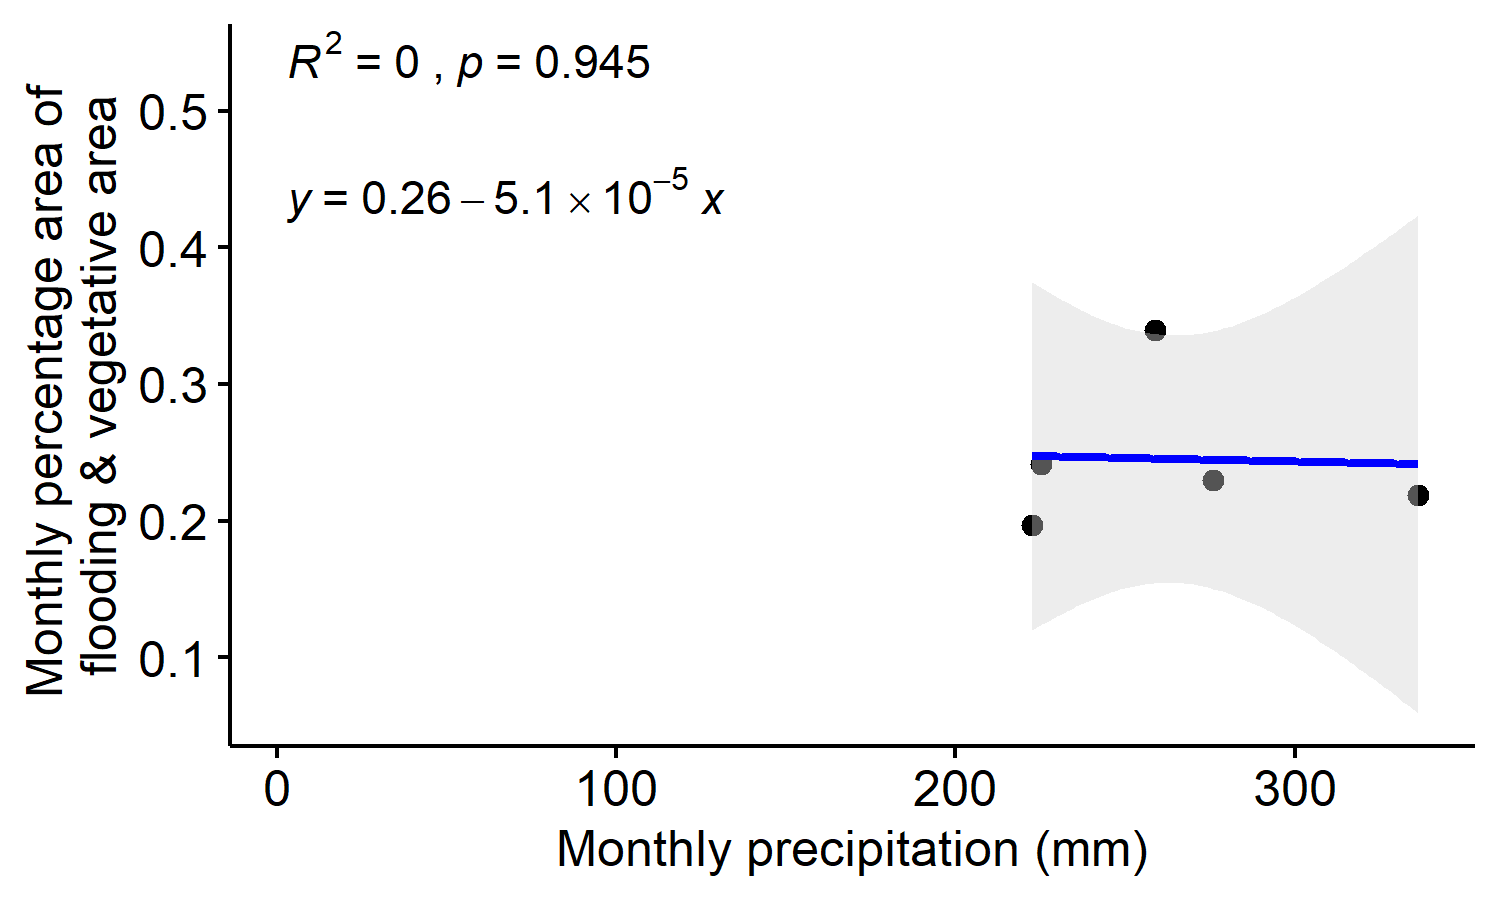 R² = 0 , p = 0.945
y = 0.26 − 5.1 × 10⁻⁵ x
Monthly percentage area of
flooding & vegetative area
0.5
0.4
0.3
0.2
0.1
0 100 200 300
Monthly precipitation (mm)